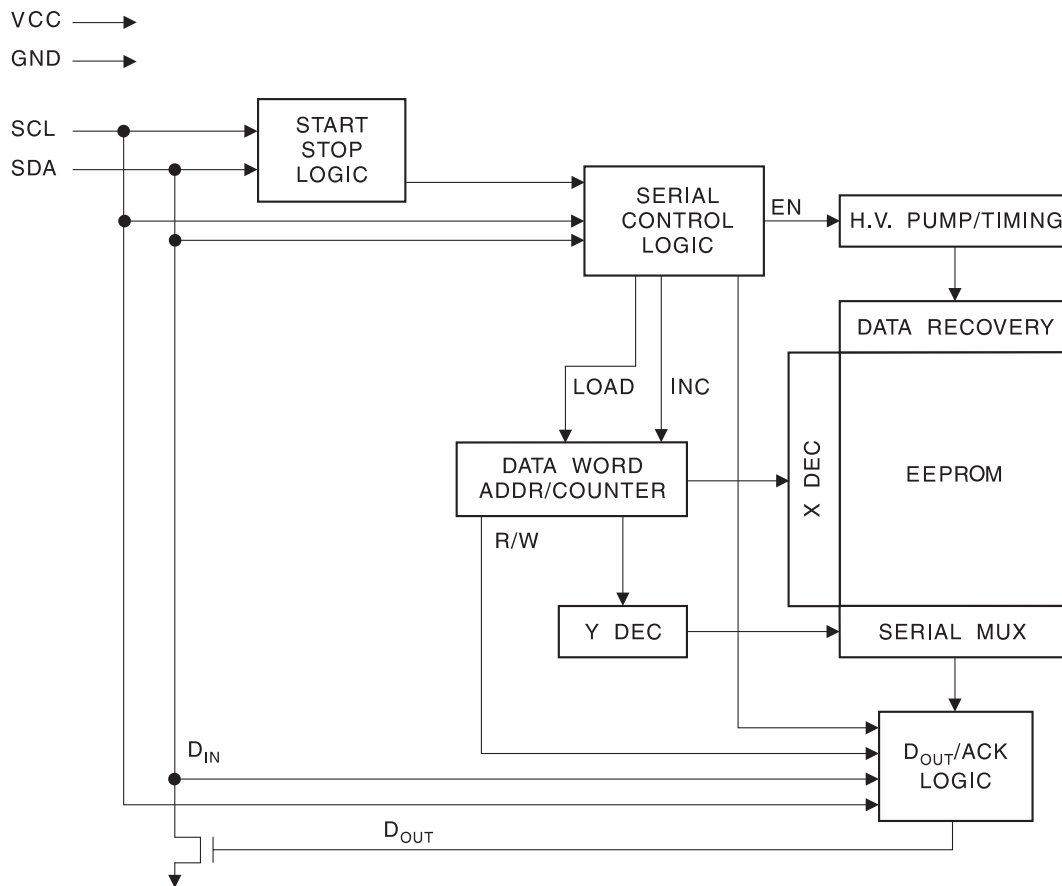 VCC
GND
SCL
SDA
START
STOP
LOGIC
SERIAL
CONTROL
LOGIC
EN
H.V. PUMP/TIMING
DATA RECOVERY
LOAD
INC
DATA WORD
ADDR/COUNTER
X DEC
EEPROM
R/W
Y DEC
SERIAL MUX
DIN
DOUT/ACK
LOGIC
DOUT